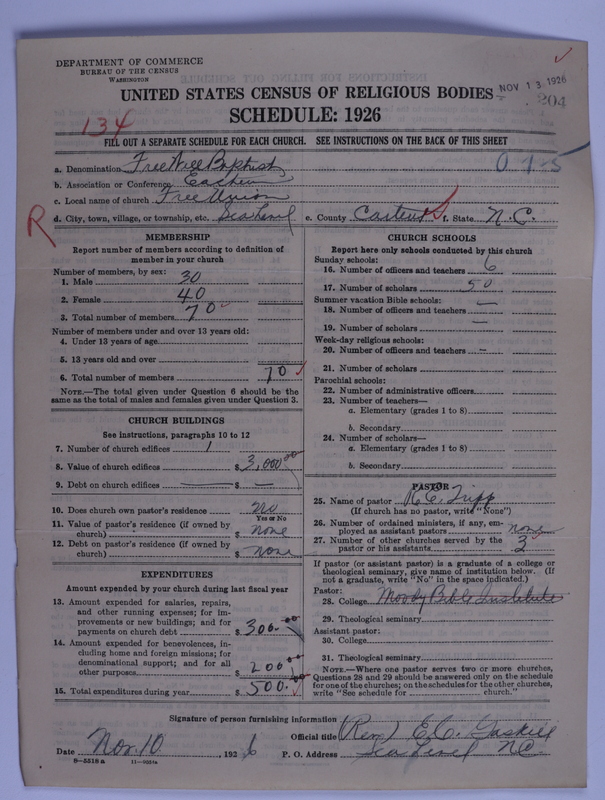 DEPARTMENT OF COMMERCE
BUREAU OF THE CENSUS
WASHINGTON
NOV 13 1926
204
UNITED STATES CENSUS OF RELIGIOUS BODIES
SCHEDULE: 1926
134
FILL OUT A SEPARATE SCHEDULE FOR EACH CHURCH. SEE INSTRUCTIONS ON THE BACK OF THIS SHEET
a. Denomination Free Will Baptist
0 1-5
b. Association or Conference Eastern
c. Local name of church Free Union
R
d. City, town, village, or township, etc. Sea Level e. County Carteret f. State N.C.
MEMBERSHIP
Report number of members according to definition of
member in your church
Number of members, by sex:
1. Male 30
2. Female 40
3. Total number of members 70
Number of members under and over 13 years old:
4. Under 13 years of age
5. 13 years old and over
6. Total number of members 70
NOTE.—The total given under Question 6 should be the
same as the total of males and females given under Question 3.
CHURCH BUILDINGS
See instructions, paragraphs 10 to 12
7. Number of church edifices 1
8. Value of church edifices $ 3,000.00
9. Debt on church edifices $ —
10. Does church own pastor's residence no
Yes or No
11. Value of pastor's residence (if owned by
church) $ none
12. Debt on pastor's residence (if owned by
church) $ none
EXPENDITURES
Amount expended by your church during last fiscal year
13. Amount expended for salaries, repairs,
and other running expenses; for im-
provements or new buildings; and for
payments on church debt $ 300.00
14. Amount expended for benevolences, in-
cluding home and foreign missions; for
denominational support; and for all
other purposes $ 200.00
15. Total expenditures during year $ 500.
CHURCH SCHOOLS
Report here only schools conducted by this church
Sunday schools:
16. Number of officers and teachers 6
17. Number of scholars 50
Summer vacation Bible schools:
18. Number of officers and teachers —
19. Number of scholars —
Week-day religious schools:
20. Number of officers and teachers —
21. Number of scholars
Parochial schools:
22. Number of administrative officers
23. Number of teachers—
a. Elementary (grades 1 to 8)
b. Secondary
24. Number of scholars—
a. Elementary (grades 1 to 8)
b. Secondary
PASTOR
25. Name of pastor Tripp
(If church has no pastor, write "None")
26. Number of ordained ministers, if any, em-
ployed as assistant pastors none
27. Number of other churches served by the
pastor or his assistants 3
If pastor (or assistant pastor) is a graduate of a college or
theological seminary, give name of institution below. (If
not a graduate, write "No" in the space indicated.)
Pastor:
28. College Moody Bible Institute
29. Theological seminary
Assistant pastor:
30. College
31. Theological seminary
NOTE.—Where one pastor serves two or more churches,
Questions 28 and 29 should be answered only on the schedule
for one of the churches; on the schedules for the other churches,
write "See schedule for church."
Signature of person furnishing information
Official title (Rev) E.C. Gaskill
Date Nov. 10, 1926 P. O. Address Sea Level N.C.
8—5518 a 11—9034a